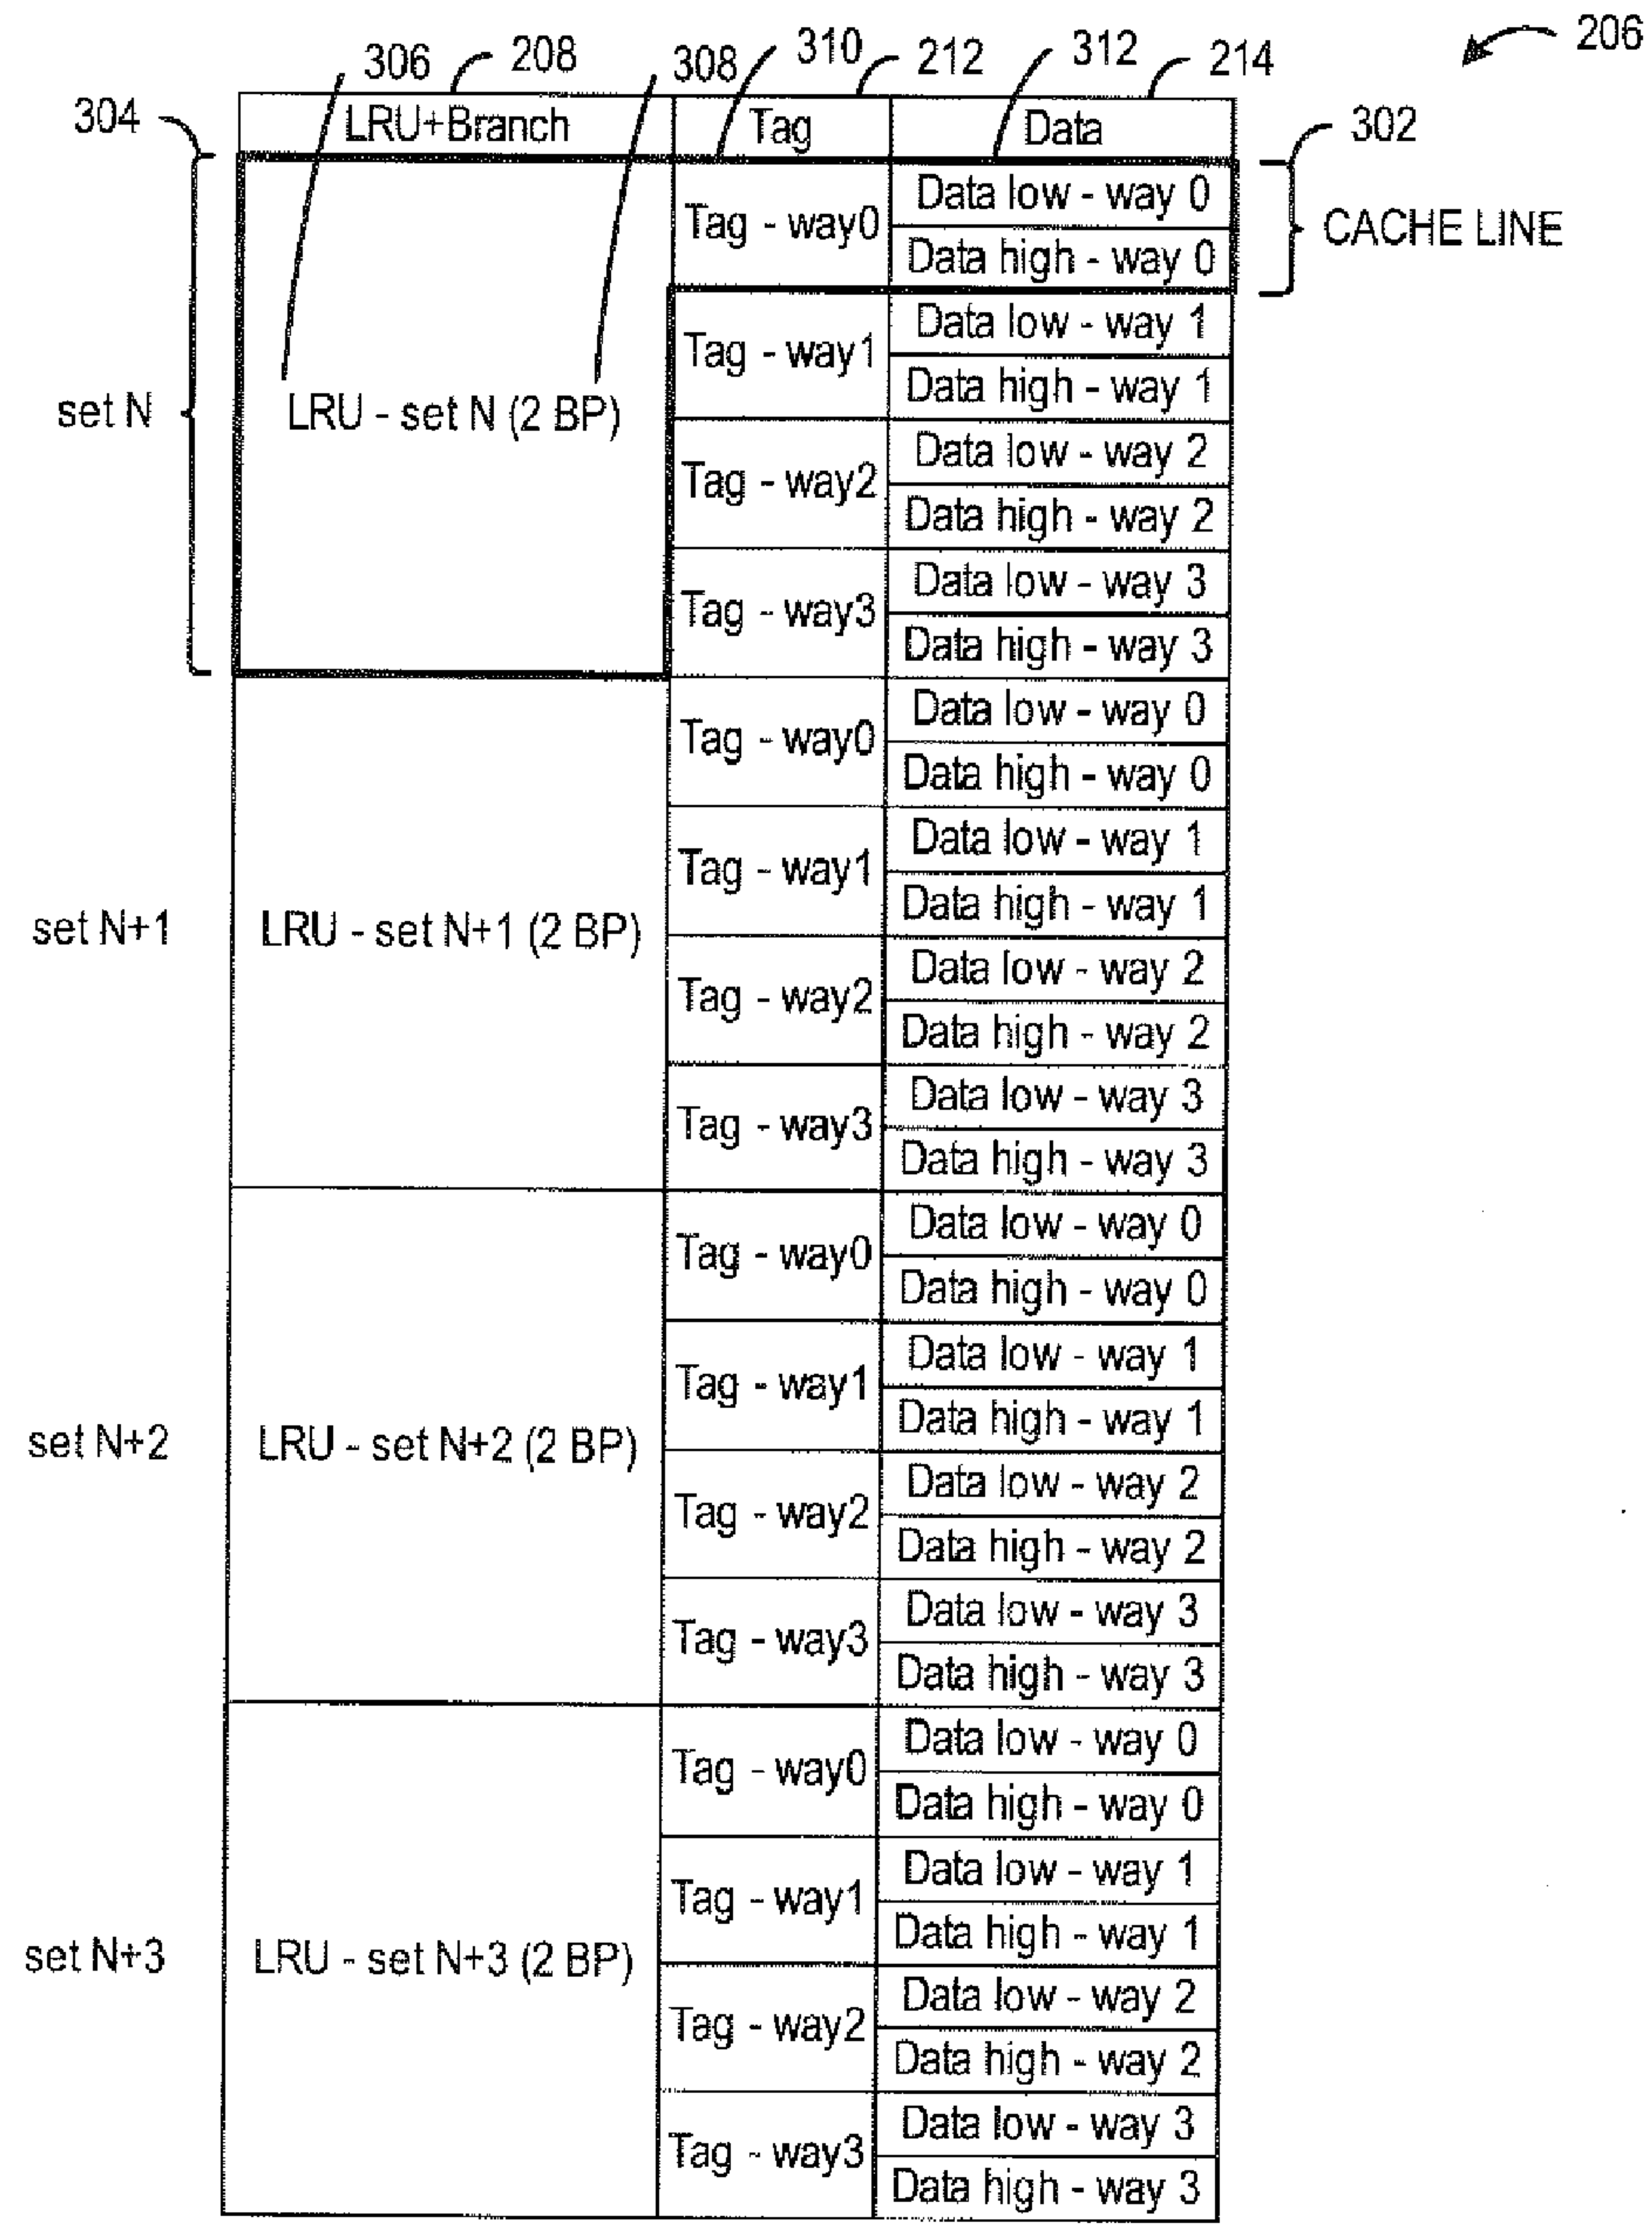 206
306 208 308 310 212 312 214
304 LRU+Branch Tag Data 302
Tag - way0 Data low - way 0
Data high - way 0 CACHE LINE
Tag - way1 Data low - way 1
Data high - way 1
set N LRU - set N (2 BP)
Tag - way2 Data low - way 2
Data high - way 2
Tag - way3 Data low - way 3
Data high - way 3
Tag - way0 Data low - way 0
Data high - way 0
Tag - way1 Data low - way 1
Data high - way 1
set N+1 LRU - set N+1 (2 BP)
Tag - way2 Data low - way 2
Data high - way 2
Tag - way3 Data low - way 3
Data high - way 3
Tag - way0 Data low - way 0
Data high - way 0
Tag - way1 Data low - way 1
Data high - way 1
set N+2 LRU - set N+2 (2 BP)
Tag - way2 Data low - way 2
Data high - way 2
Tag - way3 Data low - way 3
Data high - way 3
Tag - way0 Data low - way 0
Data high - way 0
Tag - way1 Data low - way 1
Data high - way 1
set N+3 LRU - set N+3 (2 BP)
Tag - way2 Data low - way 2
Data high - way 2
Tag - way3 Data low - way 3
Data high - way 3